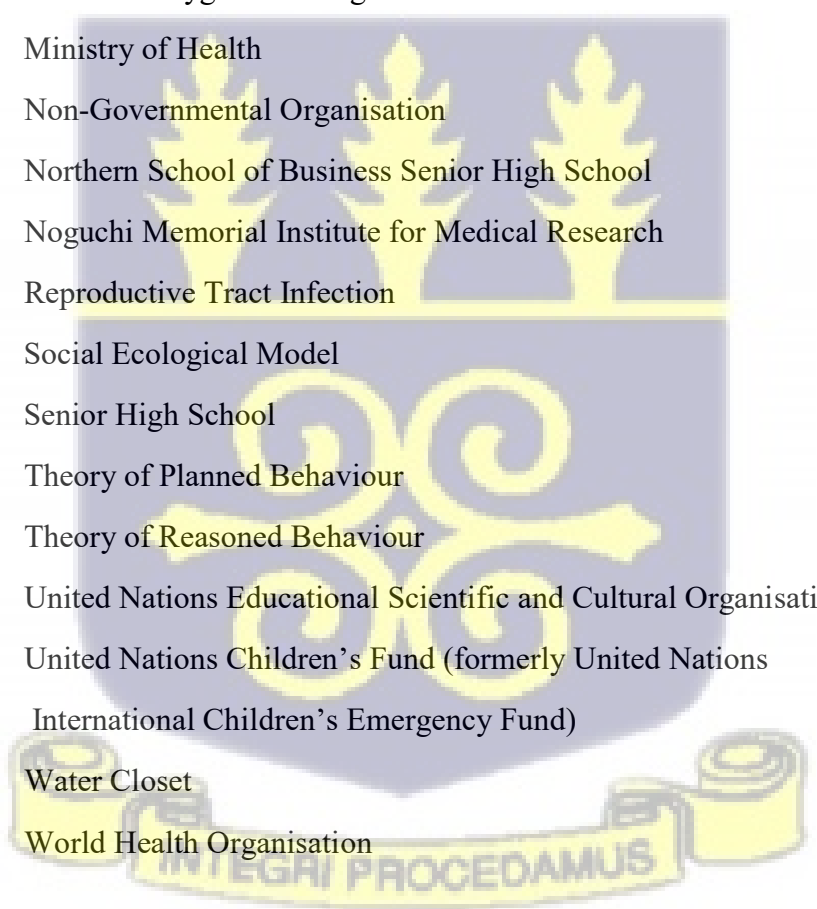 Ministry of Health
Non-Governmental Organisation
Northern School of Business Senior High School
Noguchi Memorial Institute for Medical Research
Reproductive Tract Infection
Social Ecological Model
Senior High School
Theory of Planned Behaviour
Theory of Reasoned Behaviour
United Nations Educational Scientific and Cultural Organisati
United Nations Children’s Fund (formerly United Nations
International Children’s Emergency Fund)
Water Closet
World Health Organisation
INTEGRI PROCEDAMUS